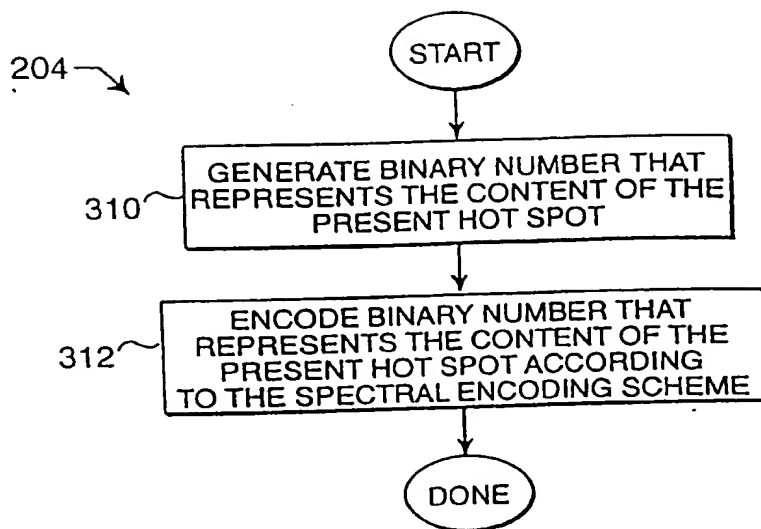 START
204
GENERATE BINARY NUMBER THAT
REPRESENTS THE CONTENT OF THE
PRESENT HOT SPOT
310
ENCODE BINARY NUMBER THAT
REPRESENTS THE CONTENT OF THE
PRESENT HOT SPOT ACCORDING
TO THE SPECTRAL ENCODING SCHEME
312
DONE